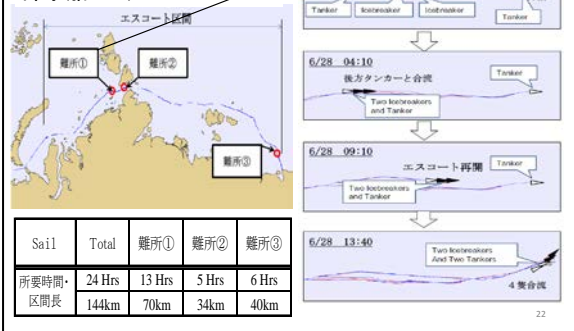 エスコート区間
難所①
難所②
難所③
Sail Total 難所① 難所② 難所③
所要時間・区間長 24 Hrs 13 Hrs 5 Hrs 6 Hrs
144km 70km 34km 40km
Tanker Icebreaker Icebreaker Tanker
6/28 04:10
後方タンカーと合流
Tanker
Two Icebreakers
and Tanker
6/28 09:10
エスコート再開
Tanker
Two Icebreakers
and Tanker
6/28 13:40
Two Icebreakers
And Two Tankers
4隻合流
22